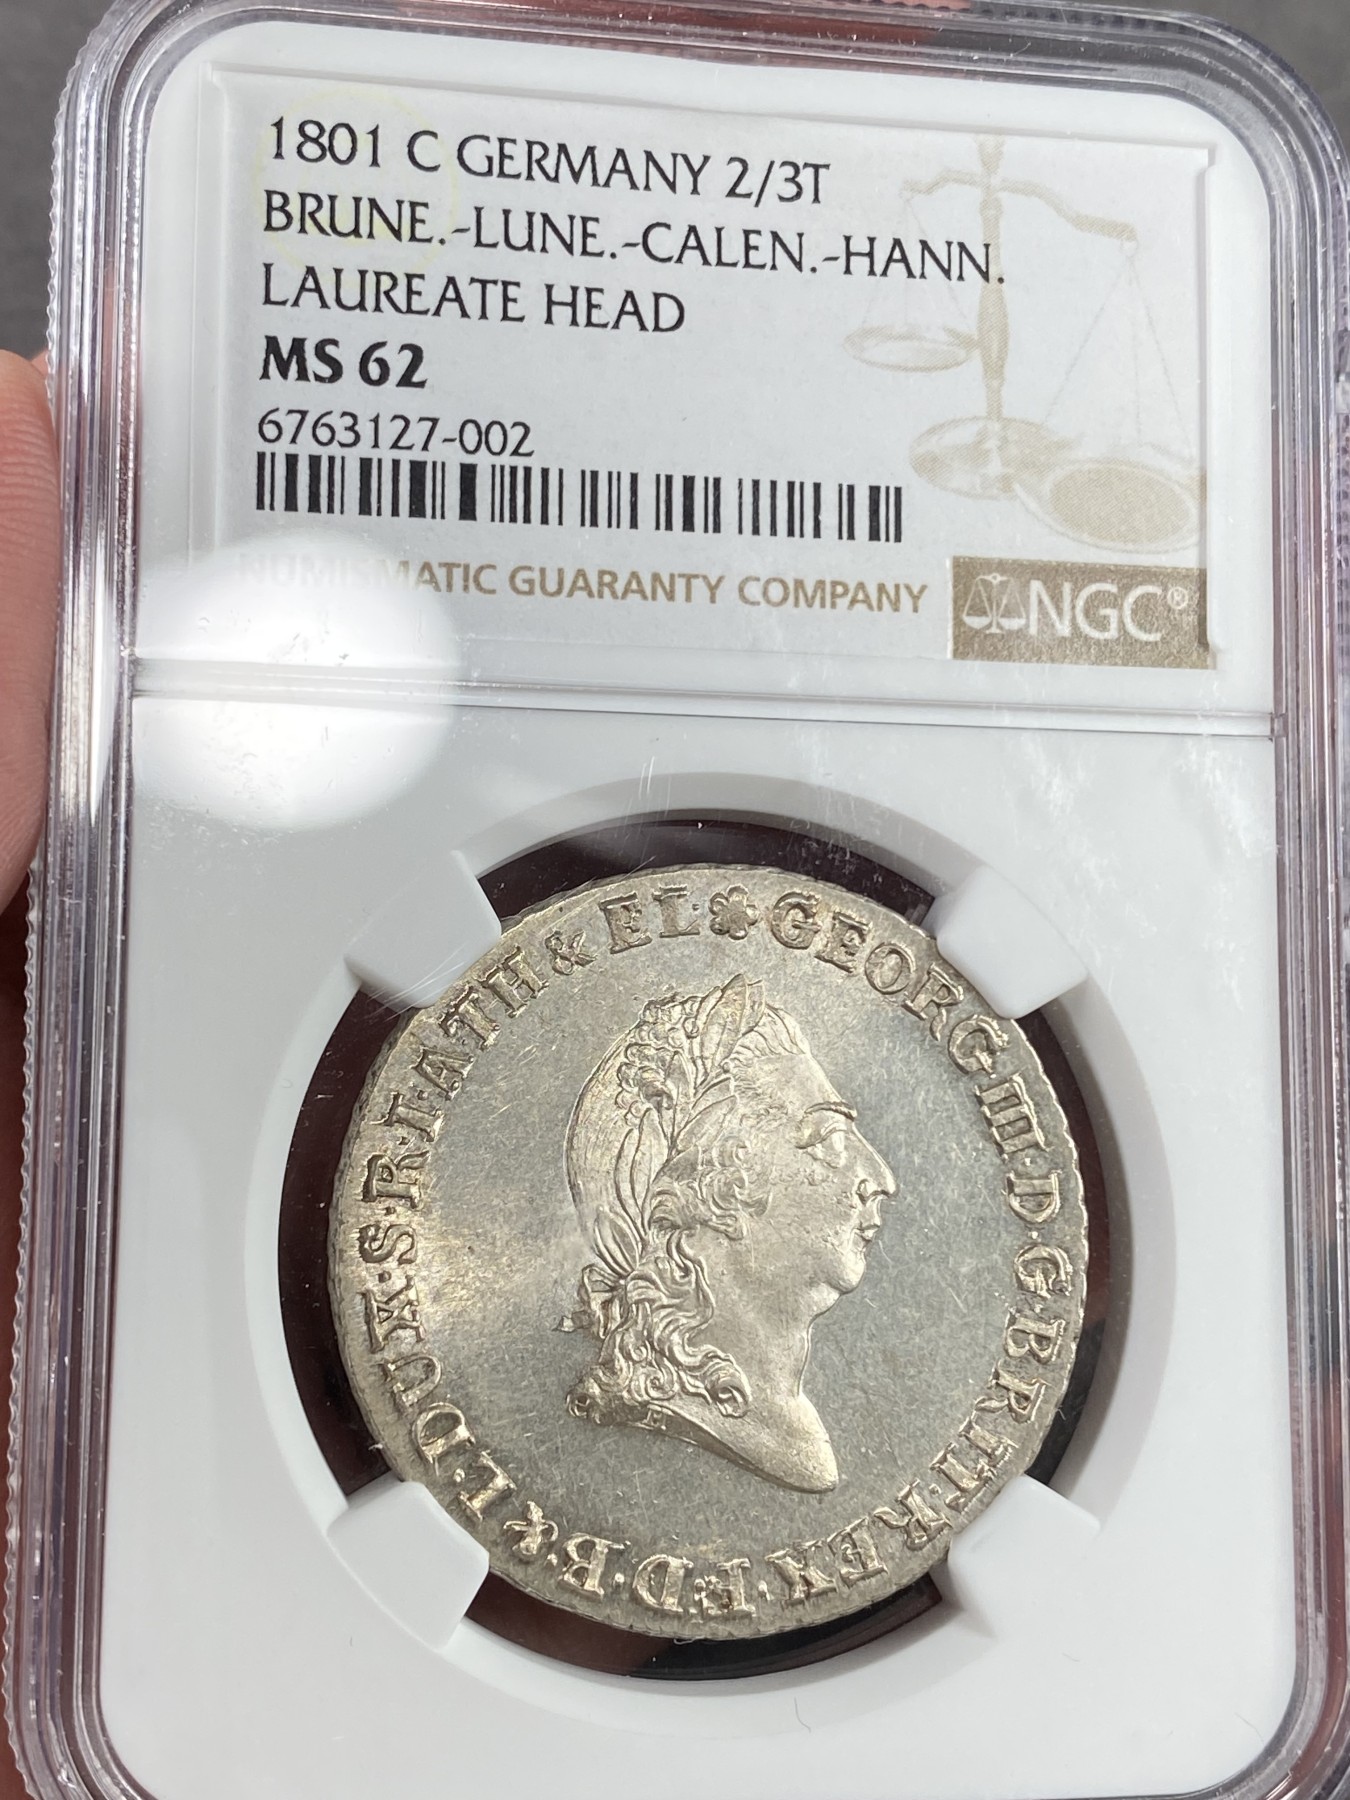 1801 C GERMANY 2/3T
BRUNE.-LUNE.-CALEN.-HANN.
LAUREATE HEAD
MS 62
6763127-002
NUMISMATIC GUARANTY COMPANY
NGC®
GEORG·III·D·G·BRIT·REX·F·D·B·&·L·DUX·S·R·I·A·TH&EL·